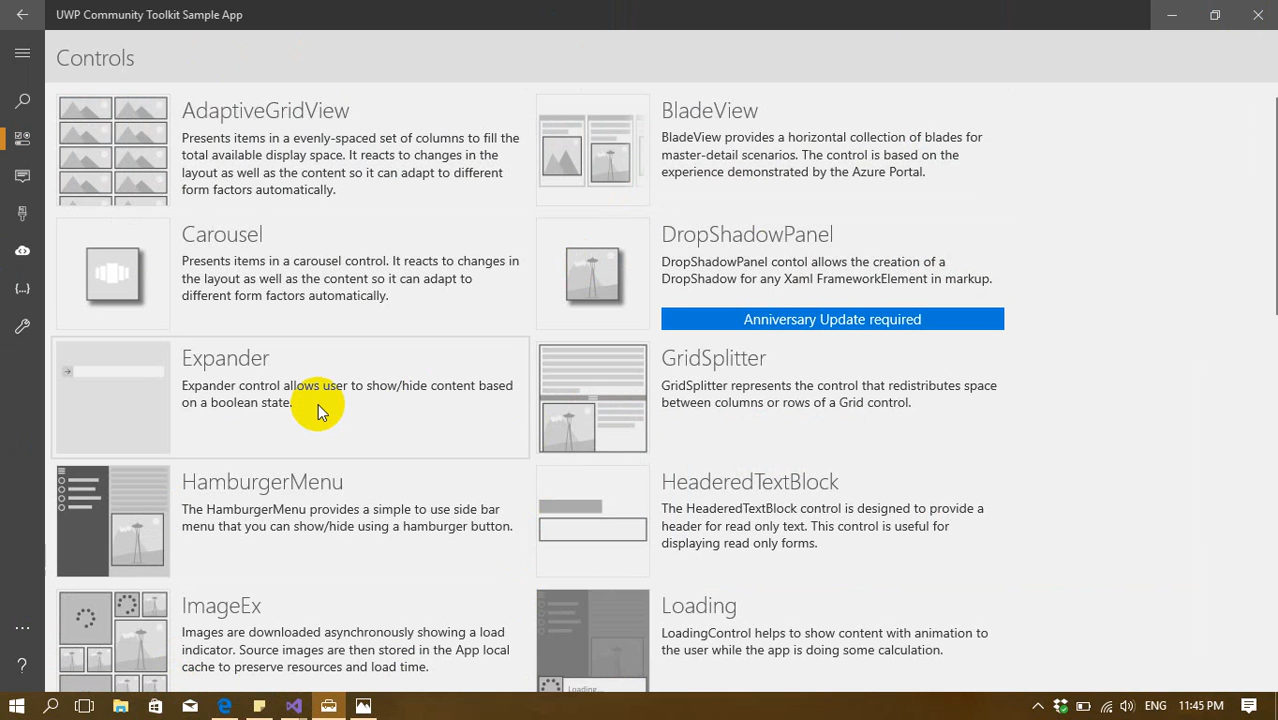 UWP Community Toolkit Sample App
Controls
AdaptiveGridView
Presents items in a evenly-spaced set of columns to fill the
total available display space. It reacts to changes in the
layout as well as the content so it can adapt to different
form factors automatically.
BladeView
BladeView provides a horizontal collection of blades for
master-detail scenarios. The control is based on the
experience demonstrated by the Azure Portal.
Carousel
Presents items in a carousel control. It reacts to changes in
the layout as well as the content so it can adapt to
different form factors automatically.
DropShadowPanel
DropShadowPanel contol allows the creation of a
DropShadow for any Xaml FrameworkElement in markup.
Anniversary Update required
Expander
Expander control allows user to show/hide content based
on a boolean state.
GridSplitter
GridSplitter represents the control that redistributes space
between columns or rows of a Grid control.
HamburgerMenu
The HamburgerMenu provides a simple to use side bar
menu that you can show/hide using a hamburger button.
HeaderedTextBlock
The HeaderedTextBlock control is designed to provide a
header for read only text. This control is useful for
displaying read only forms.
ImageEx
Images are downloaded asynchronously showing a load
indicator. Source images are then stored in the App local
cache to preserve resources and load time.
Loading
LoadingControl helps to show content with animation to
the user while the app is doing some calculation.
Loading...
ENG 11:45 PM